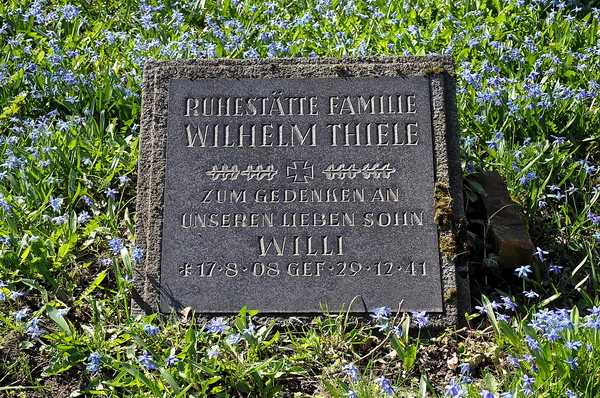 RUHESTÄTTE FAMILIE
WILHELM THIELE
ZUM GEDENKEN AN
UNSEREN LIEBEN SOHN
WILLI
*17·8·08 GEF·29·12·41